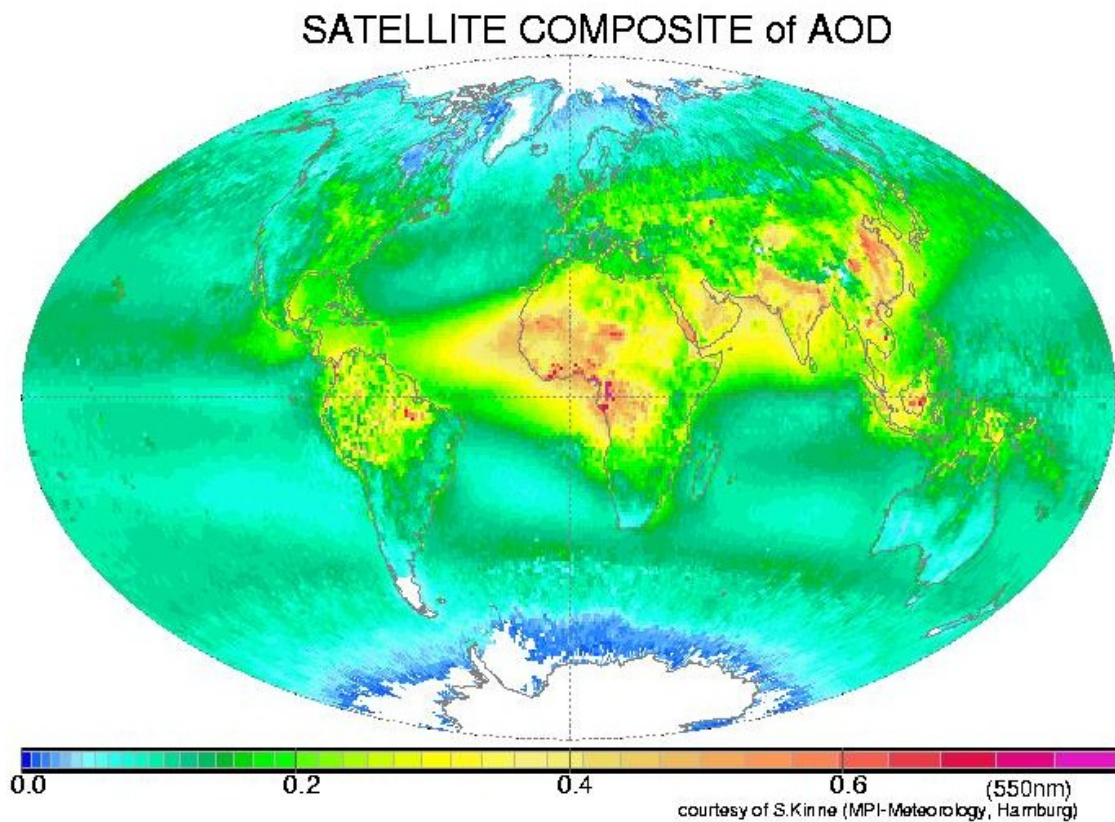 SATELLITE COMPOSITE of AOD
0.0 0.2 0.4 0.6 (550nm)
courtesy of S.Kinne (MPI-Meteorology, Hamburg)